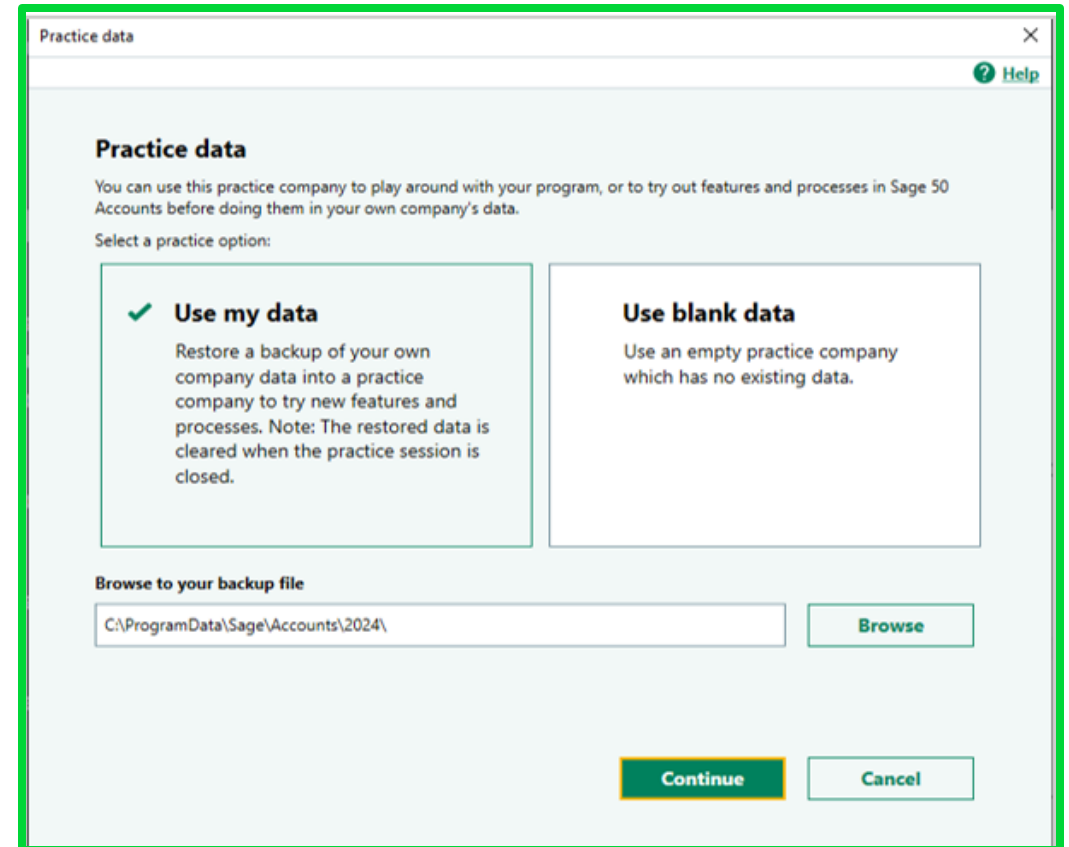 Practice data
Help
Practice data
You can use this practice company to play around with your program, or to try out features and processes in Sage 50
Accounts before doing them in your own company's data.
Select a practice option:
Use my data
Restore a backup of your own
company data into a practice
company to try new features and
processes. Note: The restored data is
cleared when the practice session is
closed.
Use blank data
Use an empty practice company
which has no existing data.
Browse to your backup file
C:\ProgramData\Sage\Accounts\2024\
Browse
Continue
Cancel